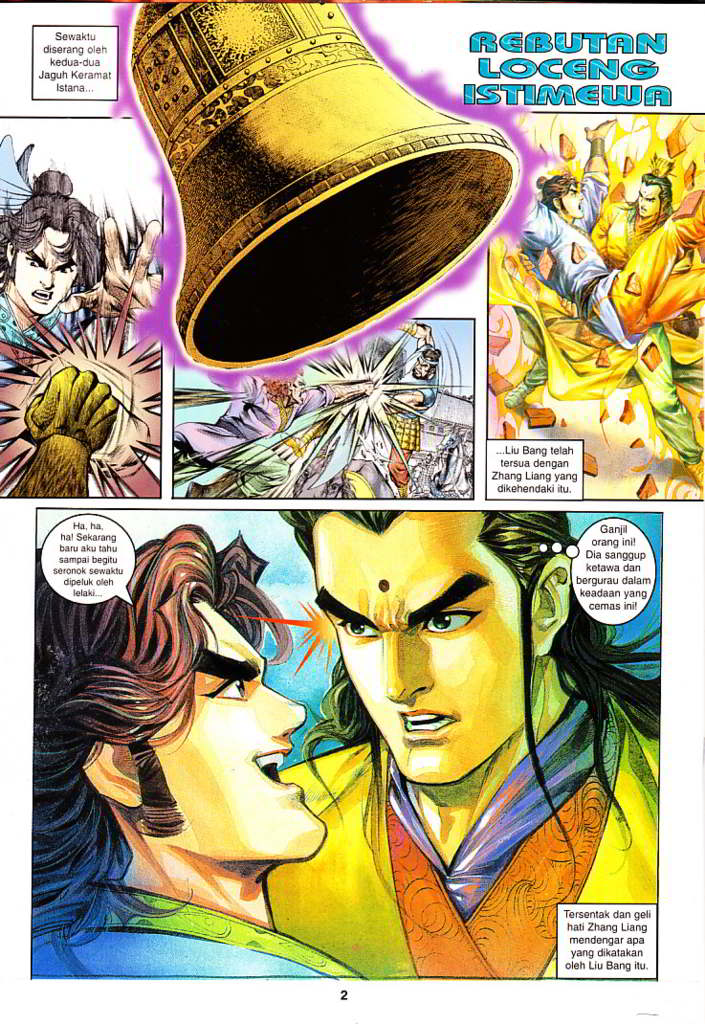 Sewaktu
diserang oleh
kedua-dua
Jaguh Keramat
Istana...
REBUTAN
LOCENG
ISTIMEWA
...Liu Bang telah
tersua dengan
Zhang Liang yang
dikehendaki itu.
Ha, ha,
ha! Sekarang
baru aku tahu
sampai begitu
seronok sewaktu
dipeluk oleh
lelaki...
Ganjil
orang ini!
Dia sanggup
ketawa dan
bergurau dalam
keadaan yang
cemas ini!
Tersentak dan geli
hati Zhang Liang
mendengar apa
yang dikatakan
oleh Liu Bang itu.
2